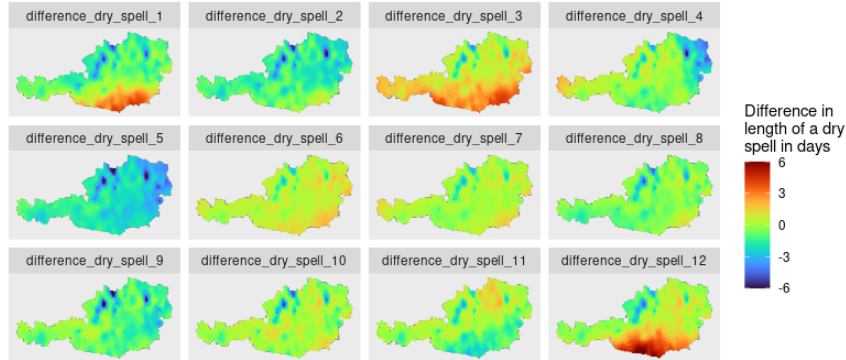 difference_dry_spell_1
difference_dry_spell_2
difference_dry_spell_3
difference_dry_spell_4
difference_dry_spell_5
difference_dry_spell_6
difference_dry_spell_7
difference_dry_spell_8
difference_dry_spell_9
difference_dry_spell_10
difference_dry_spell_11
difference_dry_spell_12
Difference in
length of a dry
spell in days
6
3
0
-3
-6